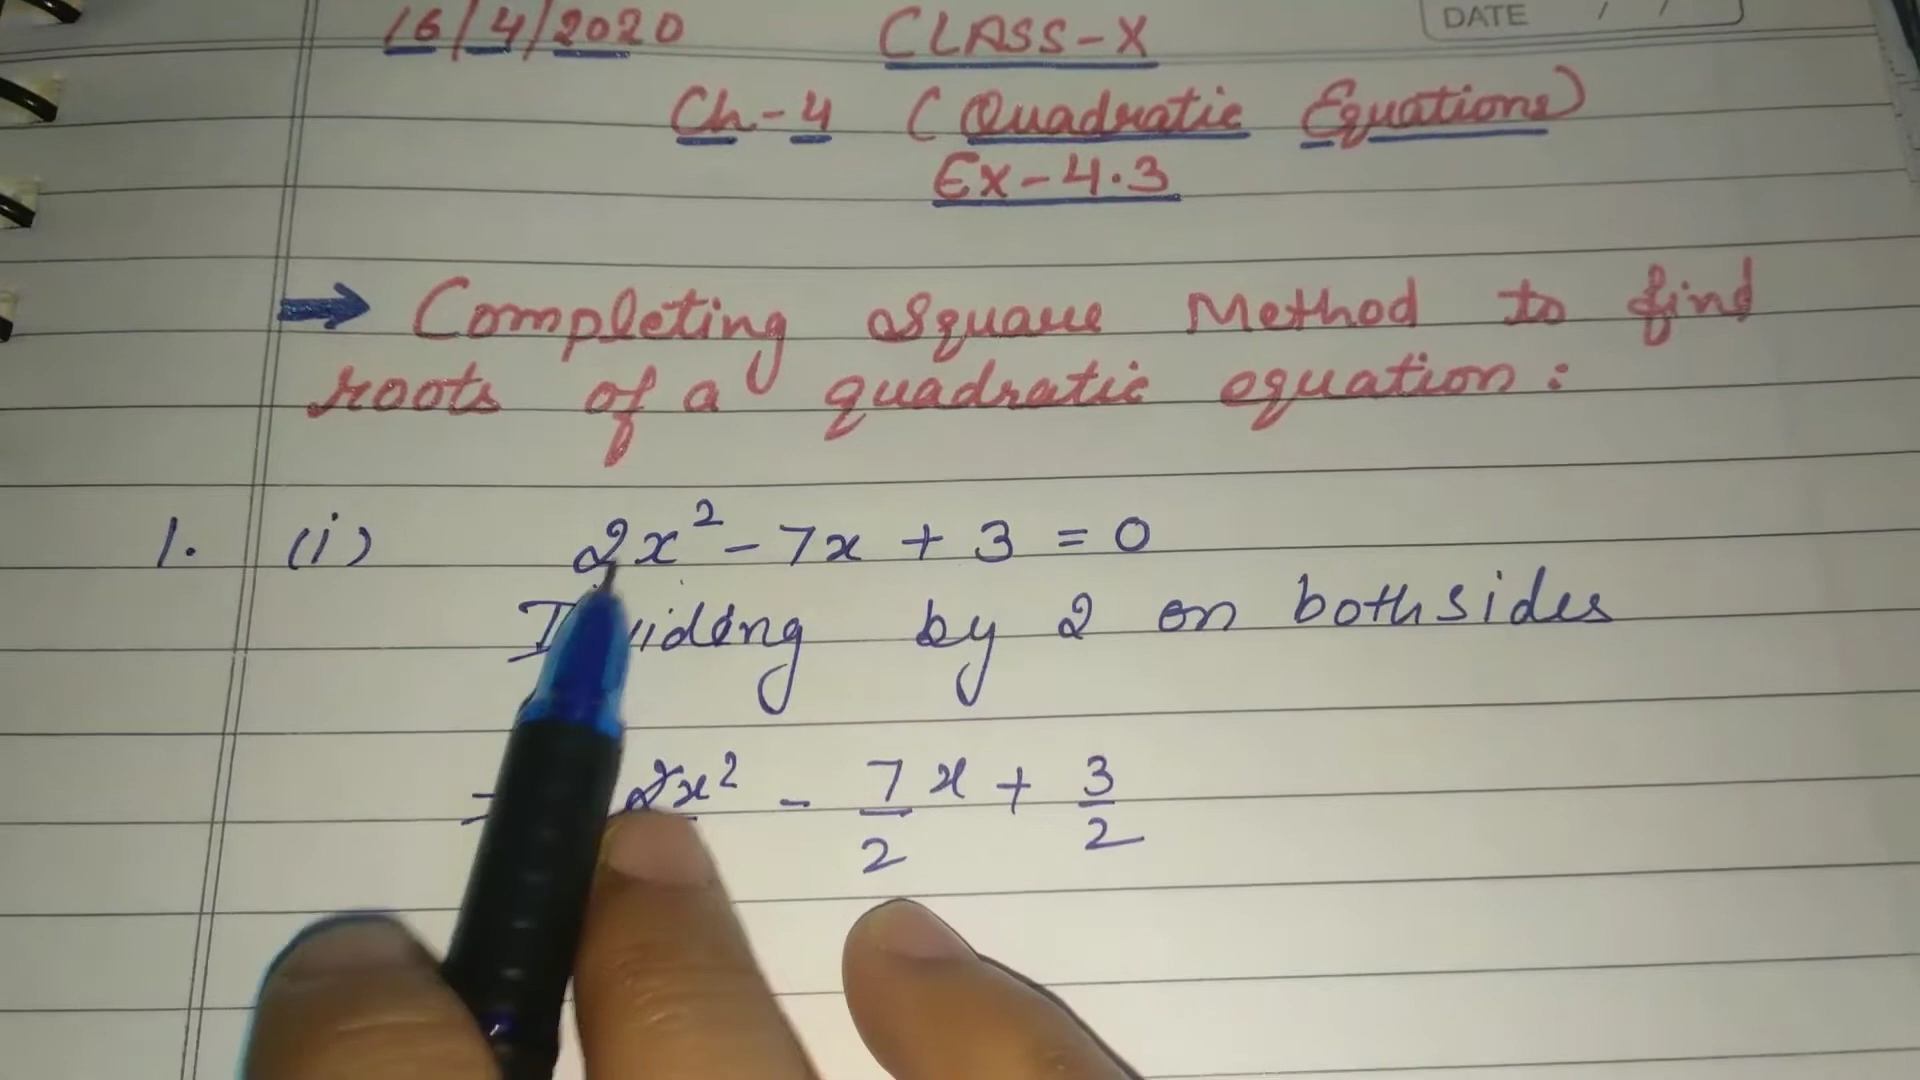 DATE / /
16/4/2020 CLASS-X
Ch-4 (Quadratic Equations)
Ex-4.3
→ Completing Square Method to find
roots of a quadratic equation:
1. (i) 2x² - 7x + 3 = 0
by 2 on both sides
2x² - 7/2 x + 3/2